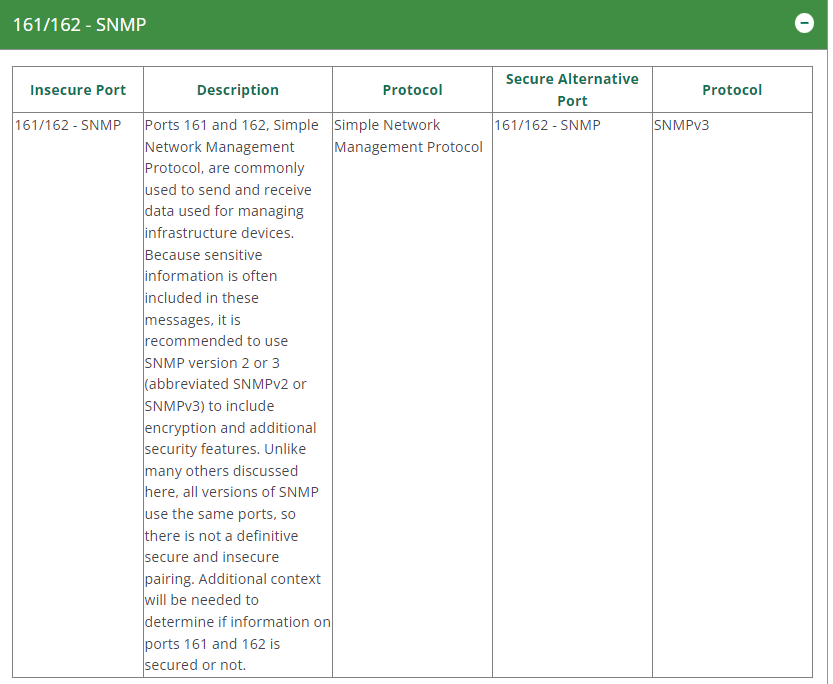 161/162 - SNMP
Insecure Port
Description
Protocol
Secure Alternative
Port
Protocol
161/162 - SNMP
Ports 161 and 162, Simple
Network Management
Protocol, are commonly
used to send and receive
data used for managing
infrastructure devices.
Because sensitive
information is often
included in these
messages, it is
recommended to use
SNMP version 2 or 3
(abbreviated SNMPv2 or
SNMPv3) to include
encryption and additional
security features. Unlike
many others discussed
here, all versions of SNMP
use the same ports, so
there is not a definitive
secure and insecure
pairing. Additional context
will be needed to
determine if information on
ports 161 and 162 is
secured or not.
Simple Network
Management Protocol
161/162 - SNMP
SNMPv3